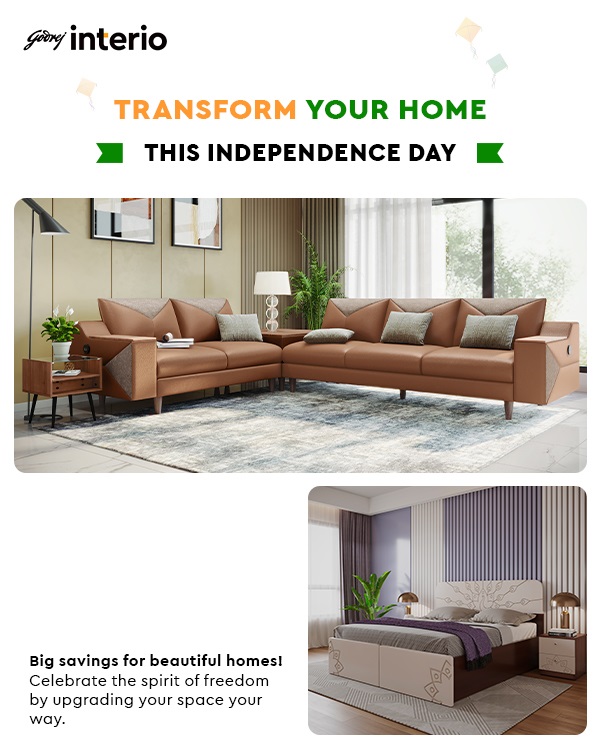 Godrej interio
TRANSFORM YOUR HOME
THIS INDEPENDENCE DAY
Big savings for beautiful homes!
Celebrate the spirit of freedom
by upgrading your space your
way.